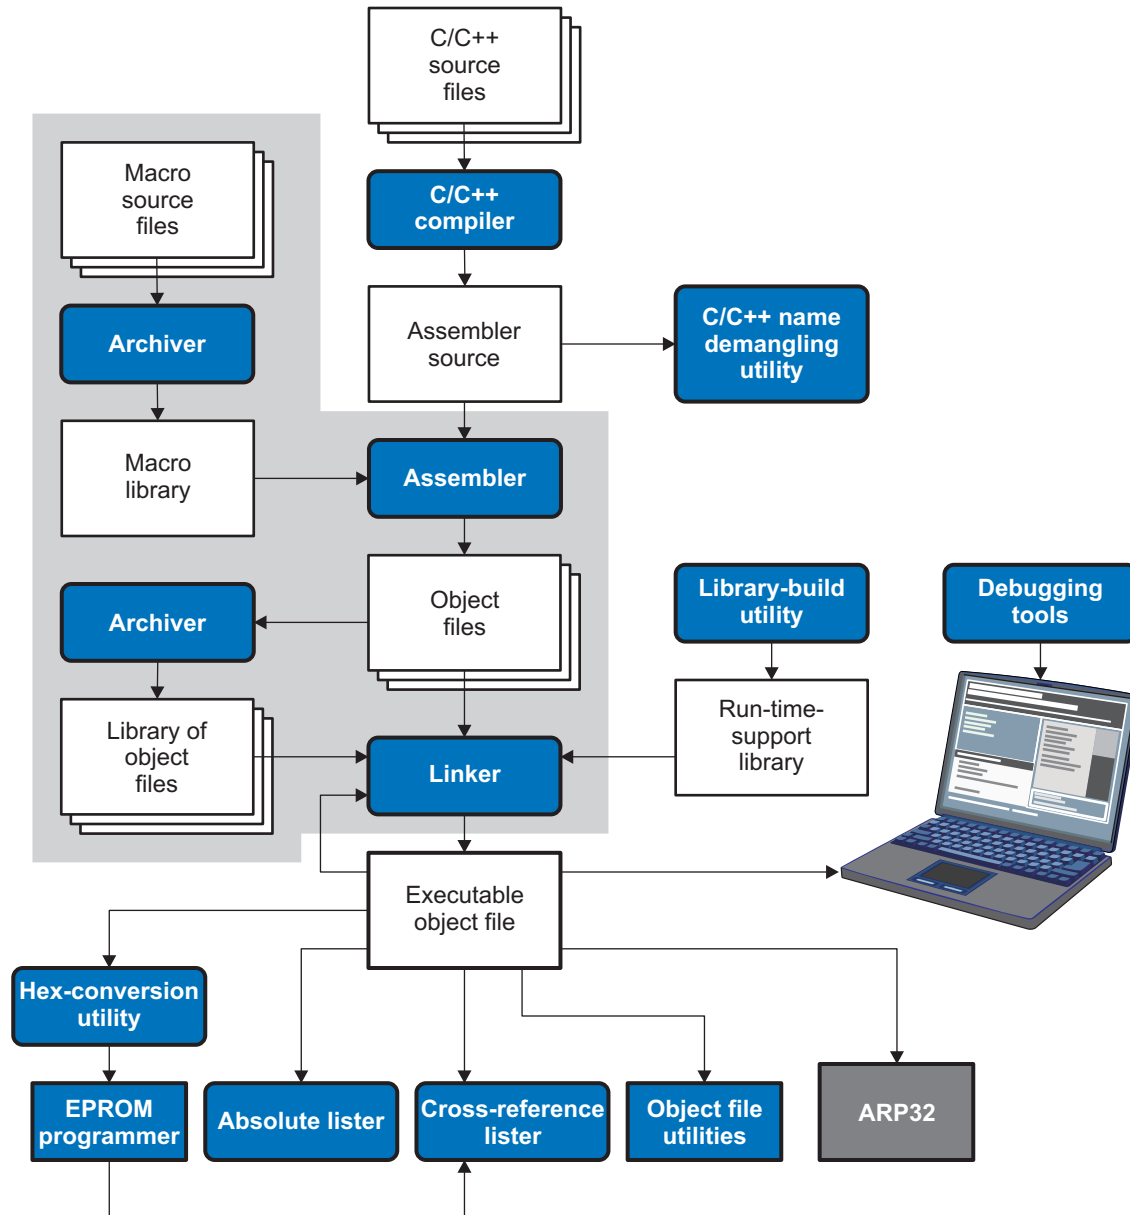 C/C++
source
files
Macro
source
files
C/C++
compiler
Archiver
Assembler
source
C/C++ name
demangling
utility
Macro
library
Assembler
Archiver
Object
files
Library-build
utility
Debugging
tools
Library of
object
files
Linker
Run-time-
support
library
Executable
object file
Hex-conversion
utility
EPROM
programmer
Absolute lister
Cross-reference
lister
Object file
utilities
ARP32